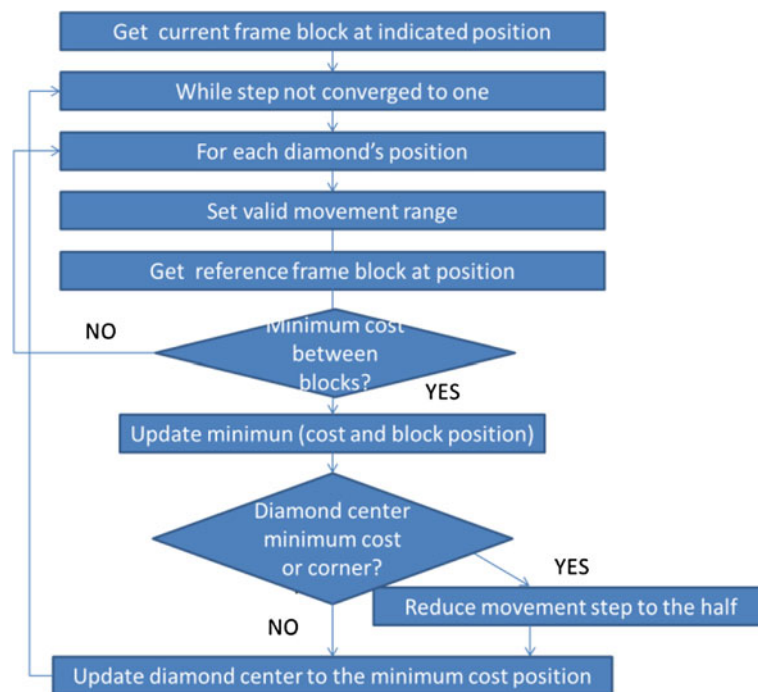 Get current frame block at indicated position
While step not converged to one
For each diamond's position
Set valid movement range
Get reference frame block at position
Minimum cost
between
blocks?
NO
YES
Update minimun (cost and block position)
Diamond center
minimum cost
or corner?
YES
Reduce movement step to the half
NO
Update diamond center to the minimum cost position